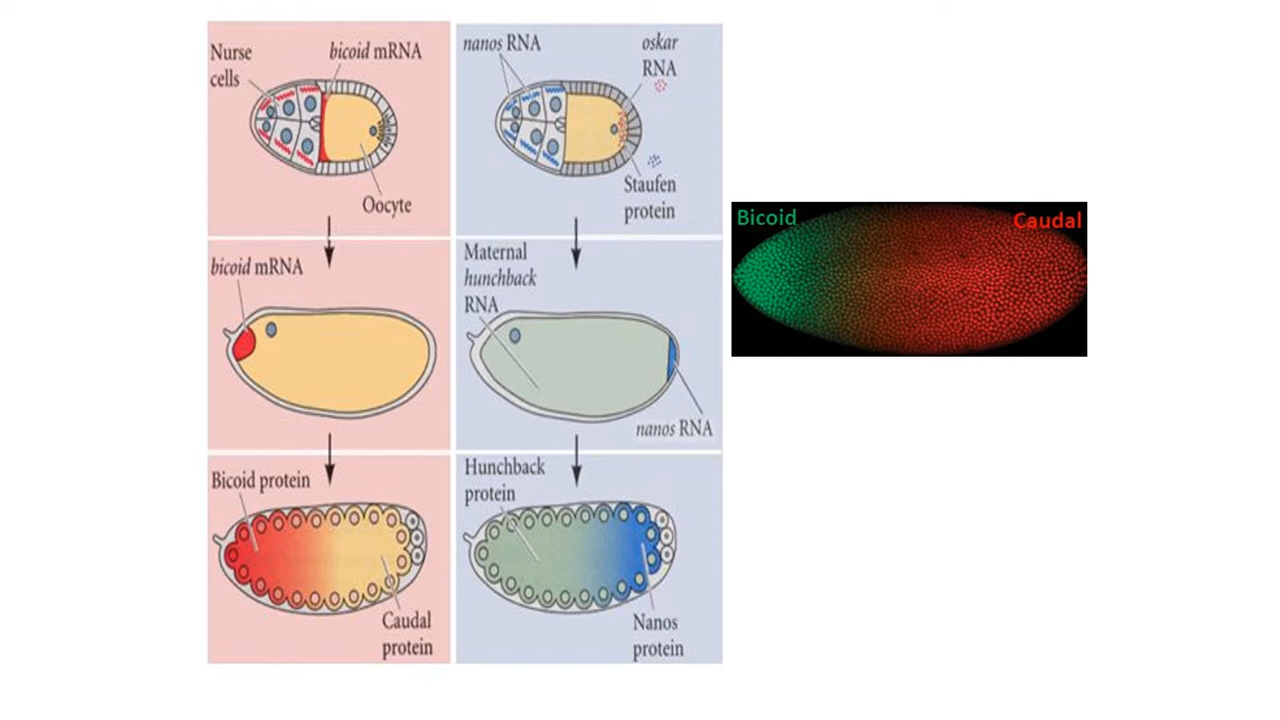 Nurse
cells
bicoid mRNA
Oocyte
bicoid mRNA
Bicoid protein
Caudal
protein
nanos RNA
oskar
RNA
Staufen
protein
Maternal
hunchback
RNA
nanos RNA
Hunchback
protein
Nanos
protein
Bicoid
Caudal